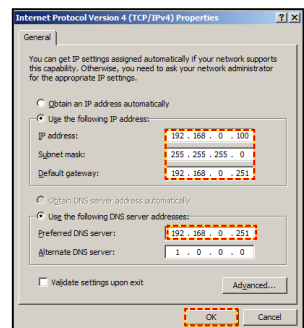 Internet Protocol Version 4 (TCP/IPv4) Properties
General
You can get IP settings assigned automatically if your network supports
this capability. Otherwise, you need to ask your network administrator
for the appropriate IP settings.
Obtain an IP address automatically
Use the following IP address:
IP address: 192 . 168 . 0 . 100
Subnet mask: 255 . 255 . 255 . 0
Default gateway: 192 . 168 . 0 . 251
Obtain DNS server address automatically
Use the following DNS server addresses:
Preferred DNS server: 192 . 168 . 0 . 251
Alternate DNS server: 1 . 0 . 0 . 0
Validate settings upon exit
Advanced...
OK Cancel